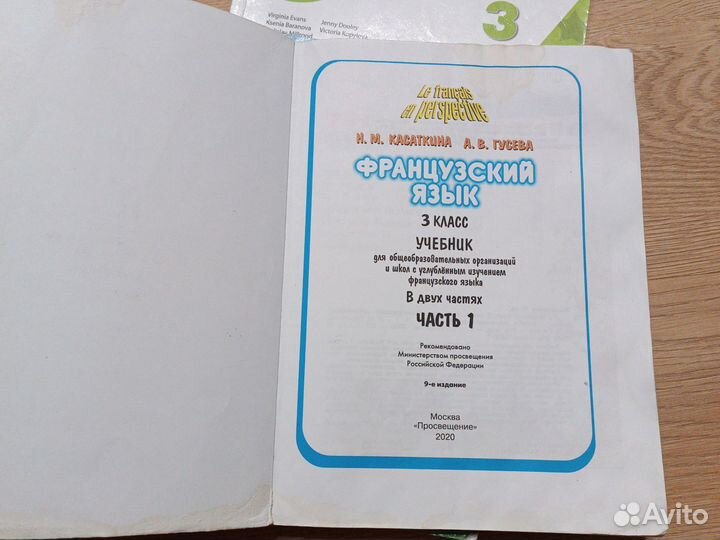 3
Virginia Evans
Jenny Dooley
Ksenia Baranova
Victoria Kopylova
Millrood
Le français
en perspective
Н. М. КАСАТКИНА А. В. ГУСЕВА
ФРАНЦУЗСКИЙ
ЯЗЫК
3 КЛАСС
УЧЕБНИК
для общеобразовательных организаций
и школ с углублённым изучением
французского языка
В двух частях
ЧАСТЬ 1
Рекомендовано
Министерством просвещения
Российской Федерации
9-е издание
Москва
«Просвещение»
2020
Avito